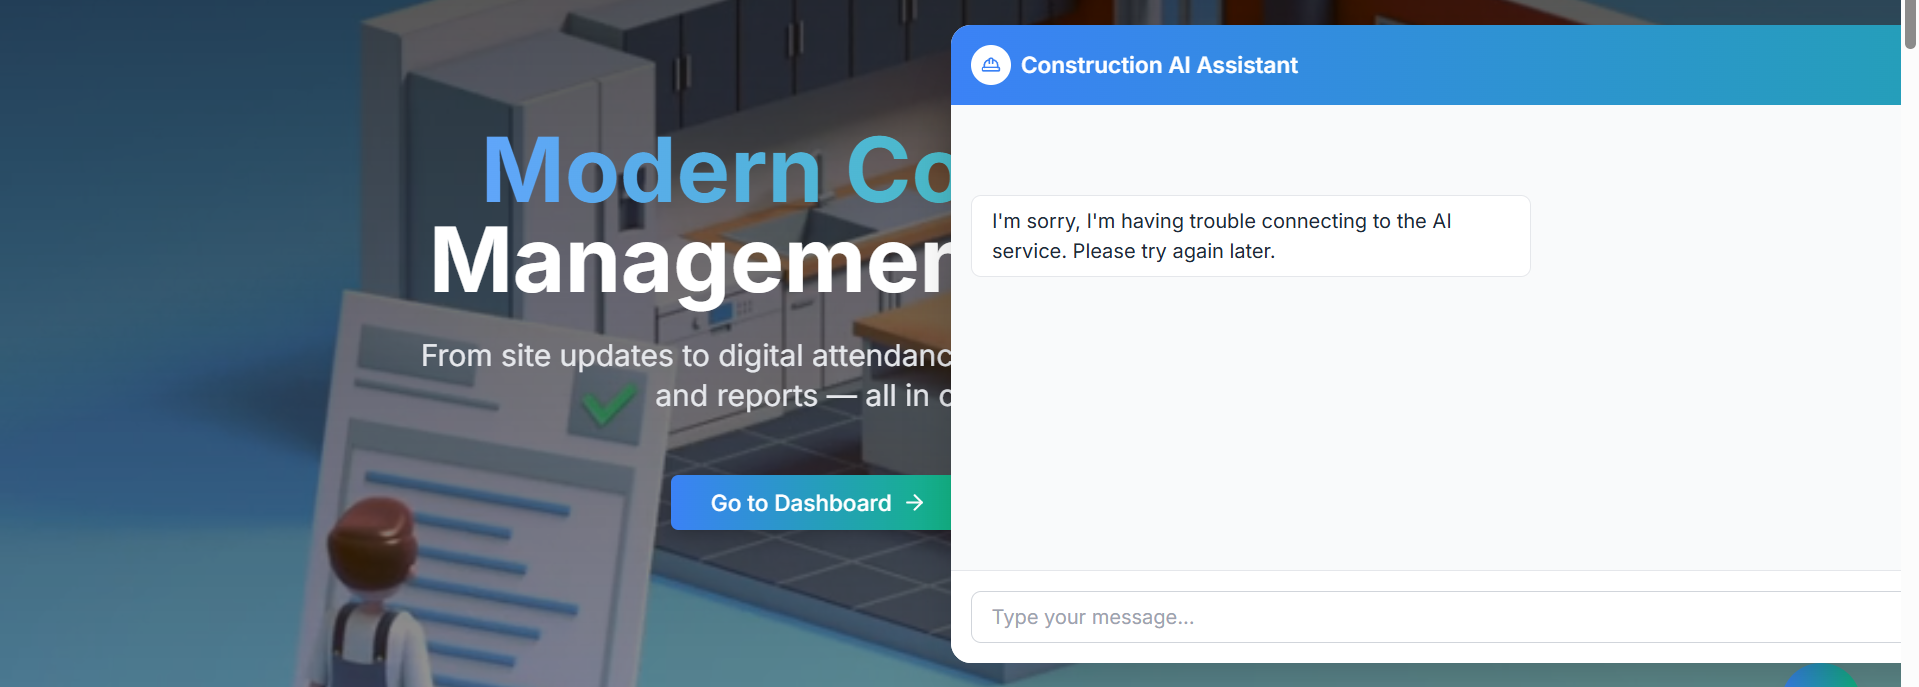 Construction AI Assistant
Modern Co
Managemen
From site updates to digital attendanc
and reports — all in c
Go to Dashboard →
I'm sorry, I'm having trouble connecting to the AI
service. Please try again later.
Type your message...